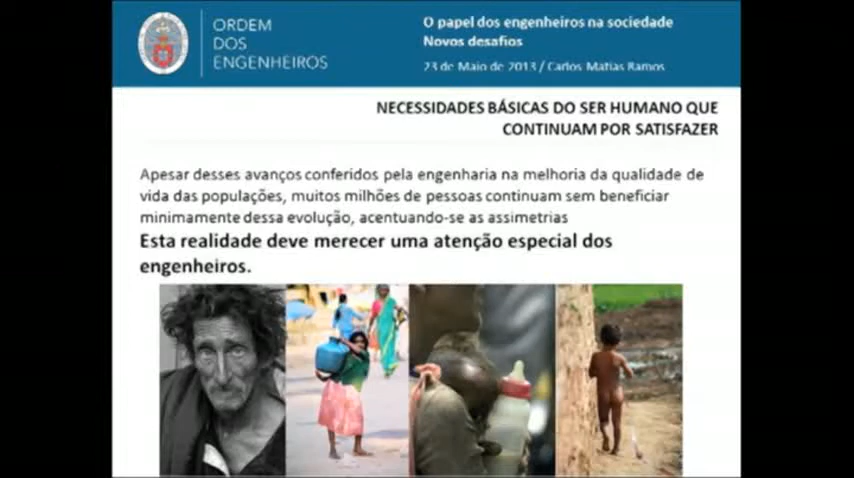 ORDEM
DOS
ENGENHEIROS
O papel dos engenheiros na sociedade
Novos desafios
23 de Maio de 2013 / Carlos Matias Ramos
NECESSIDADES BÁSICAS DO SER HUMANO QUE
CONTINUAM POR SATISFAZER
Apesar desses avanços conferidos pela engenharia na melhoria da qualidade de
vida das populações, muitos milhões de pessoas continuam sem beneficiar
minimamente dessa evolução, acentuando-se as assimetrias
Esta realidade deve merecer uma atenção especial dos
engenheiros.